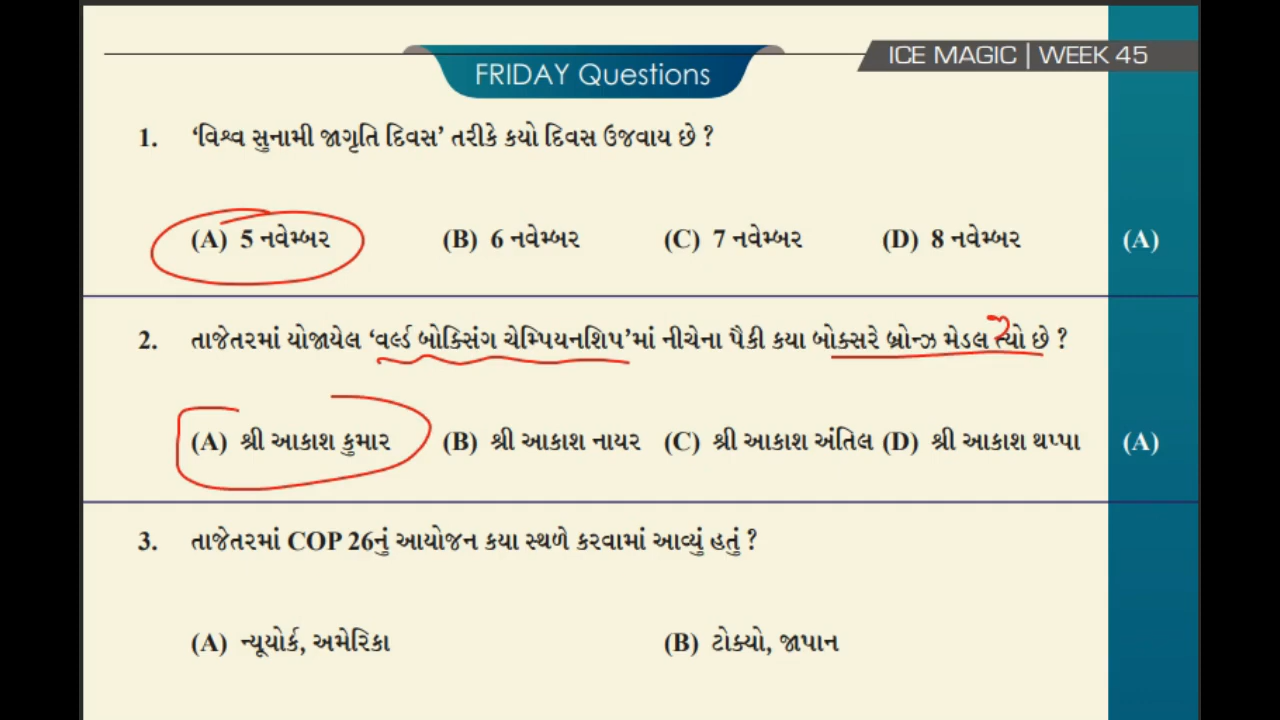 ICE MAGIC | WEEK 45
FRIDAY Questions
1. ‘વિશ્વ સુનામી જાગૃતિ દિવસ’ તરીકે કયો દિવસ ઉજવાય છે ?
(A) 5 નવેમ્બર (B) 6 નવેમ્બર (C) 7 નવેમ્બર (D) 8 નવેમ્બર (A)
2. તાજેતરમાં યોજાયેલ ‘વર્લ્ડ બોક્સિંગ ચેમ્પિયનશિપ’માં નીચેના પૈકી કયા બોક્સરે બ્રોન્ઝ મેડલ ત્યો છે ?
(A) શ્રી આકાશ કુમાર (B) શ્રી આકાશ નાયર (C) શ્રી આકાશ અંતિલ (D) શ્રી આકાશ થપ્પા (A)
3. તાજેતરમાં COP 26નું આયોજન કયા સ્થળે કરવામાં આવ્યું હતું ?
(A) ન્યૂયોર્ક, અમેરિકા (B) ટોક્યો, જાપાન